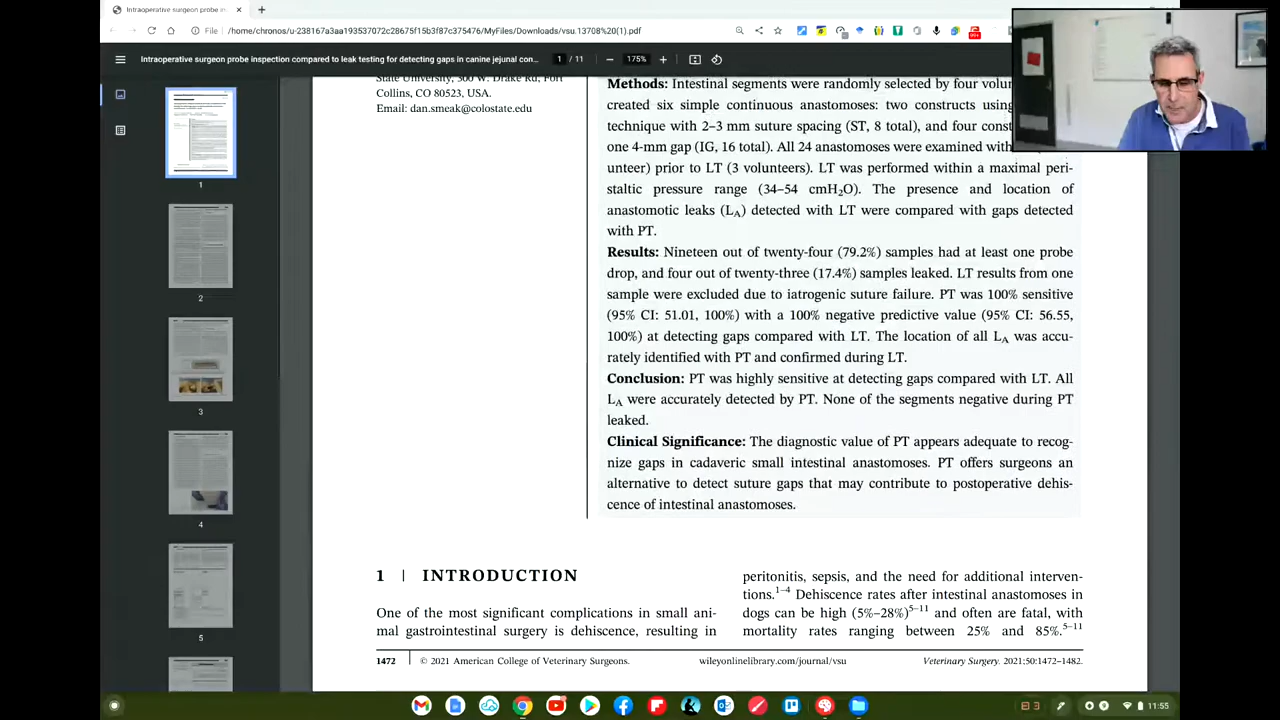 Intraoperative surgeon probe in
File
/home/chronos/u-238167a3aa193537072c28675f15b3f87c375476/MyFiles/Downloads/vsu.13708%20(1).pdf
Intraoperative surgeon probe inspection compared to leak testing for detecting gaps in canine jejunal con...
1 / 11
175%
State University, 300 W. Drake Rd, Fort
Collins, CO 80523, USA.
Email: dan.smeak@colostate.edu
Methods: Intestinal segments were randomly selected by four
created six simple continuous anastomoses: two constructs using
technique with 2–3 mm suture spacing (ST, 8 total), and four
one 4-mm gap (IG, 16 total). All 24 anastomoses were examined with
unteer) prior to LT (3 volunteers). LT was performed within a maximal peri-
staltic pressure range (34–54 cmH₂O). The presence and location of
anastomotic leaks (L_A) detected with LT were compared with gaps detected
with PT.
Results: Nineteen out of twenty-four (79.2%) samples had at least one probe
drop, and four out of twenty-three (17.4%) samples leaked. LT results from one
sample were excluded due to iatrogenic suture failure. PT was 100% sensitive
(95% CI: 51.01, 100%) with a 100% negative predictive value (95% CI: 56.55,
100%) at detecting gaps compared with LT. The location of all L_A was accu-
rately identified with PT and confirmed during LT.
Conclusion: PT was highly sensitive at detecting gaps compared with LT. All
L_A were accurately detected by PT. None of the segments negative during PT
leaked.
Clinical Significance: The diagnostic value of PT appears adequate to recog-
nize gaps in cadaveric small intestinal anastomoses. PT offers surgeons an
alternative to detect suture gaps that may contribute to postoperative dehis-
cence of intestinal anastomoses.
1 | INTRODUCTION
One of the most significant complications in small ani-
mal gastrointestinal surgery is dehiscence, resulting in
peritonitis, sepsis, and the need for additional interven-
tions.¹⁻⁴ Dehiscence rates after intestinal anastomoses in
dogs can be high (5%–28%)⁵⁻¹¹ and often are fatal, with
mortality rates ranging between 25% and 85%.⁵⁻¹¹
1472
© 2021 American College of Veterinary Surgeons.
wileyonlinelibrary.com/journal/vsu
Veterinary Surgery. 2021;50:1472–1482.
1
2
3
4
5
11:55